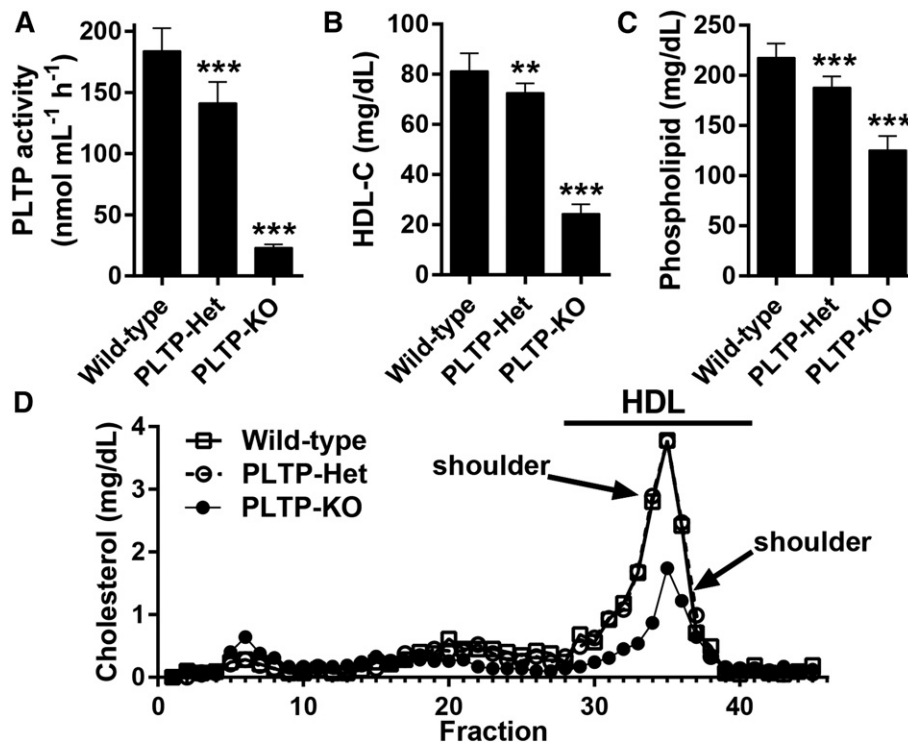 A
PLTP activity
(nmol mL⁻¹ h⁻¹)
200
150
100
50
0
***
***
Wild-type
PLTP-Het
PLTP-KO
B
HDL-C (mg/dL)
100
80
60
40
20
0
**
***
Wild-type
PLTP-Het
PLTP-KO
C
Phospholipid (mg/dL)
250
200
150
100
50
0
***
***
Wild-type
PLTP-Het
PLTP-KO
D
HDL
Cholesterol (mg/dL)
4
3
2
1
0
Wild-type
PLTP-Het
PLTP-KO
shoulder
shoulder
0
10
20
30
40
Fraction